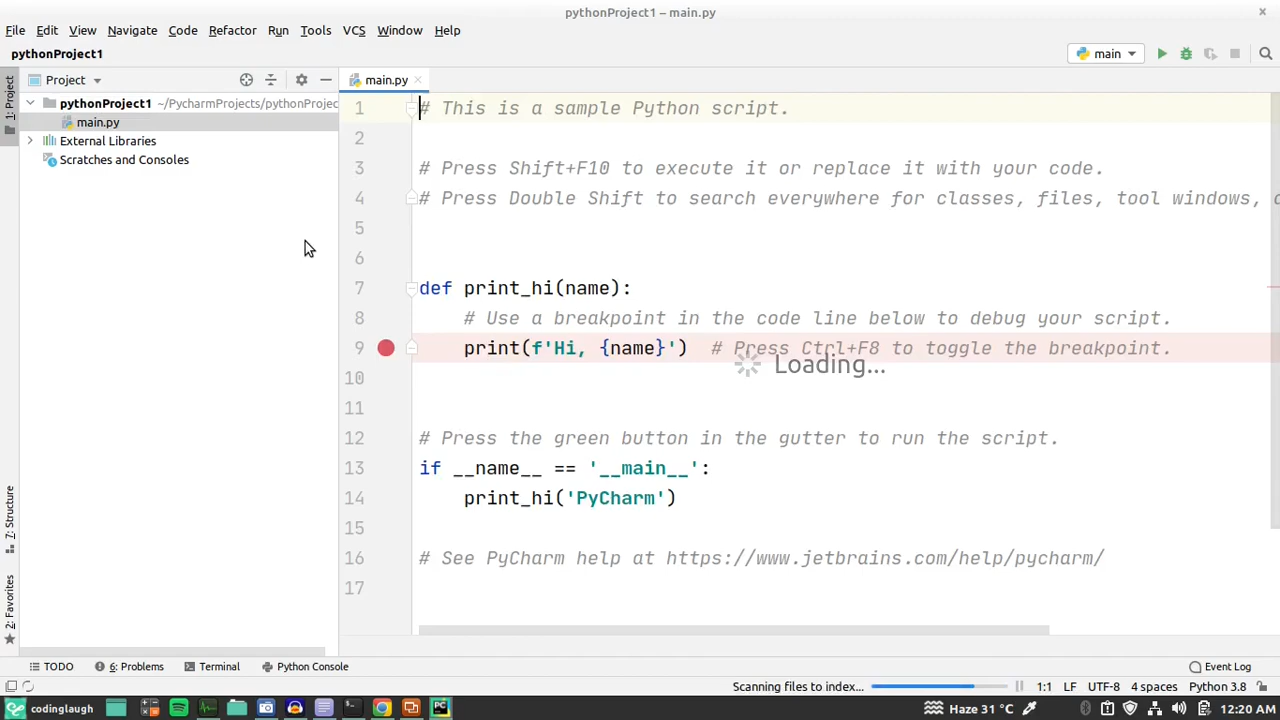 pythonProject1 – main.py
File Edit View Navigate Code Refactor Run Tools VCS Window Help
pythonProject1
main
Project
main.py
1: Project
pythonProject1 ~/PycharmProjects/pythonProjec
main.py
External Libraries
Scratches and Consoles
1 # This is a sample Python script.
2
3 # Press Shift+F10 to execute it or replace it with your code.
4 # Press Double Shift to search everywhere for classes, files, tool windows,
5
6
7 def print_hi(name):
8 # Use a breakpoint in the code line below to debug your script.
9 print(f'Hi, {name}') # Press Ctrl+F8 to toggle the breakpoint.
Loading...
10
11
12 # Press the green button in the gutter to run the script.
13 if __name__ == '__main__':
14 print_hi('PyCharm')
15
16 # See PyCharm help at https://www.jetbrains.com/help/pycharm/
17
7: Structure
2: Favorites
TODO 6: Problems Terminal Python Console Event Log
Scanning files to index... 1:1 LF UTF-8 4 spaces Python 3.8
codinglaugh Haze 31 °C 12:20 AM